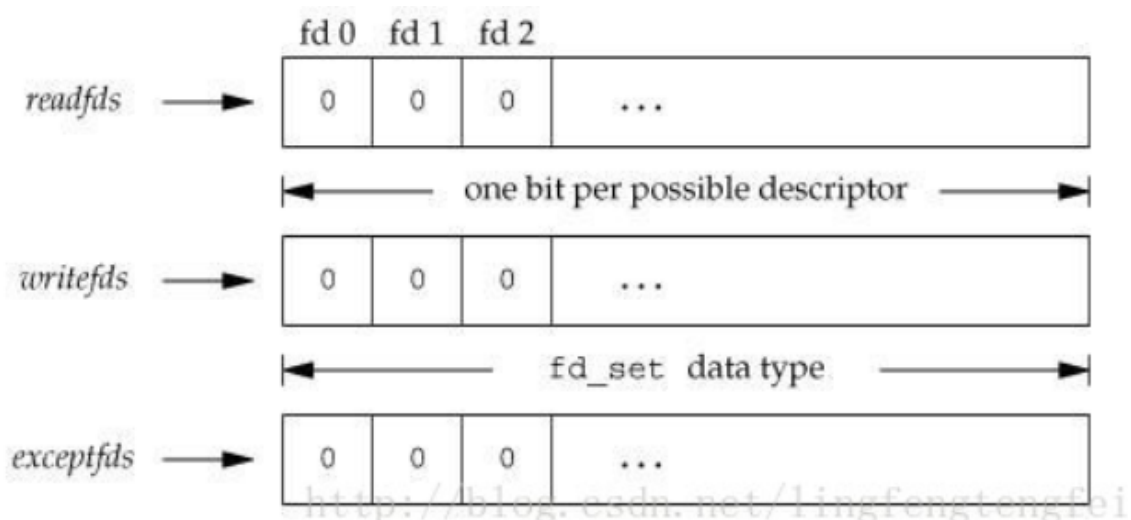 fd 0 fd 1 fd 2
readfds 0 0 0 ...
one bit per possible descriptor
writefds 0 0 0 ...
fd_set data type
exceptfds 0 0 0 ...
http://blog.csdn.net/lingfengtengfei